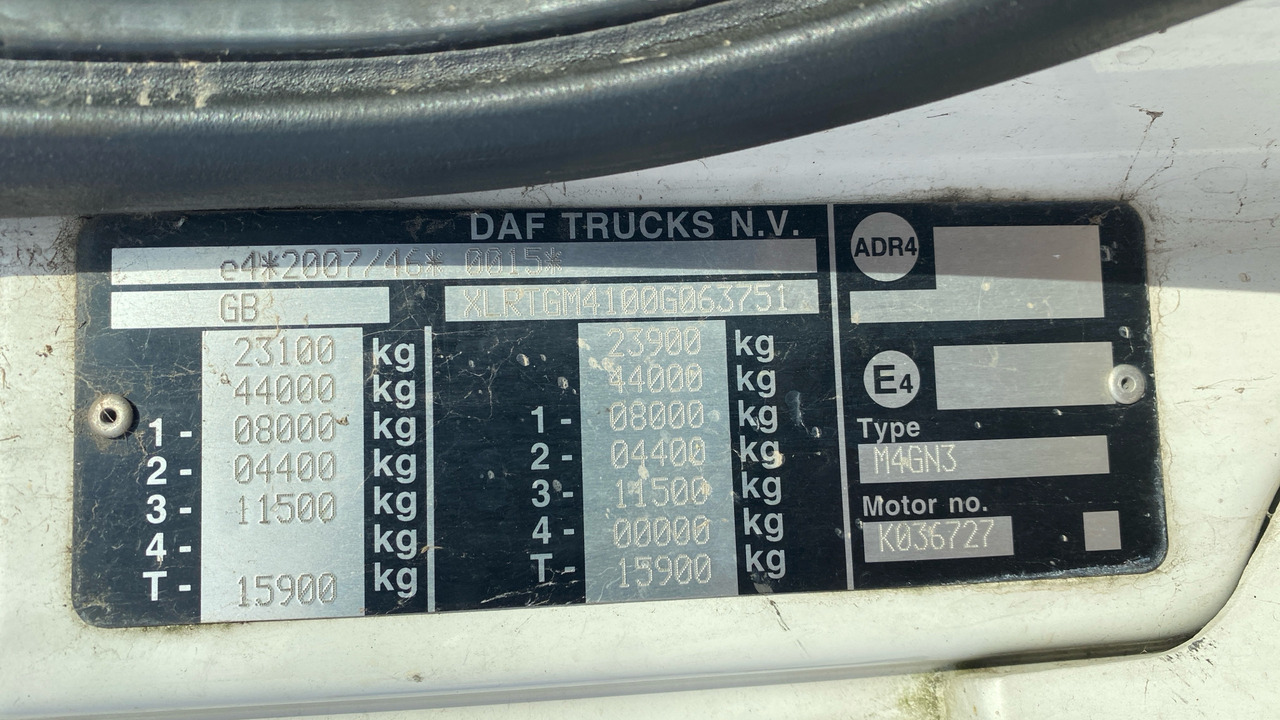 DAF TRUCKS N.V.
e4*2007/46* 0015*
GB XLRTGM4100G063751
23100 kg
44000 kg
1 - 08000 kg
2 - 04400 kg
3 - 11500 kg
4 - kg
T - 15900 kg
23900 kg
44000 kg
1 - 08000 kg
2 - 04400 kg
3 - 11500 kg
4 - 00000 kg
T - 15900 kg
ADR4
E4
Type
M4GN3
Motor no.
K036727